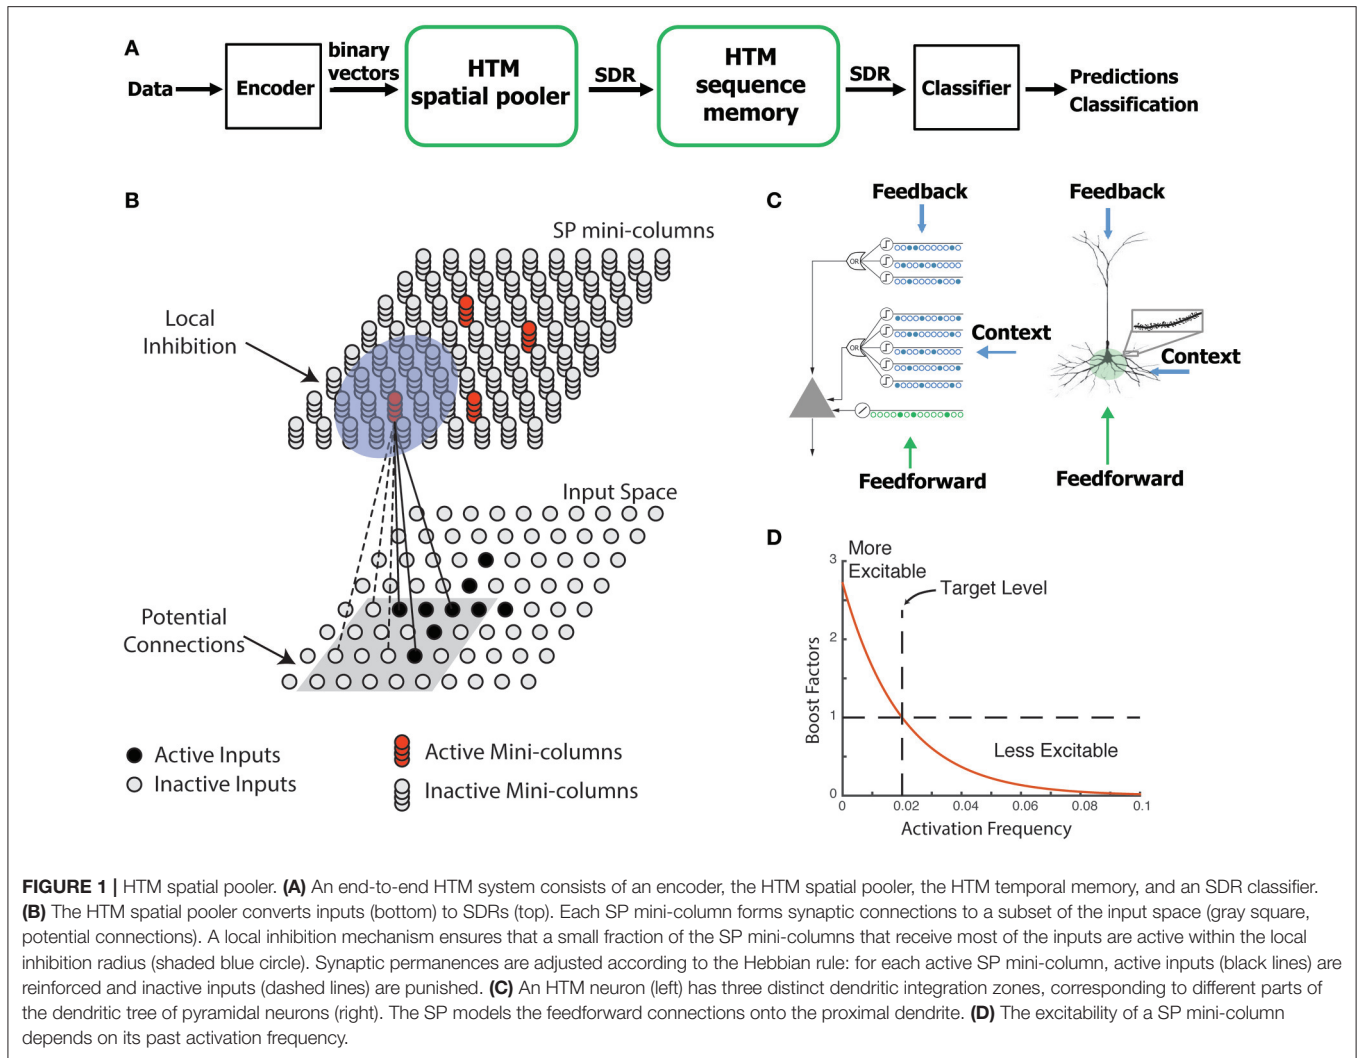 A
Data
Encoder
binary
vectors
HTM
spatial pooler
SDR
HTM
sequence
memory
SDR
Classifier
Predictions
Classification
B
SP mini-columns
Local
Inhibition
Input Space
Potential
Connections
Active Inputs
Inactive Inputs
Active Mini-columns
Inactive Mini-columns
C
Feedback
OR
OR
Context
Feedforward
Feedback
Context
Feedforward
D
More
Excitable
Target Level
Less Excitable
Boost Factors
3
2
1
0
0 0.02 0.04 0.06 0.08 0.1
Activation Frequency
FIGURE 1 | HTM spatial pooler. (A) An end-to-end HTM system consists of an encoder, the HTM spatial pooler, the HTM temporal memory, and an SDR classifier.
(B) The HTM spatial pooler converts inputs (bottom) to SDRs (top). Each SP mini-column forms synaptic connections to a subset of the input space (gray square,
potential connections). A local inhibition mechanism ensures that a small fraction of the SP mini-columns that receive most of the inputs are active within the local
inhibition radius (shaded blue circle). Synaptic permanences are adjusted according to the Hebbian rule: for each active SP mini-column, active inputs (black lines) are
reinforced and inactive inputs (dashed lines) are punished. (C) An HTM neuron (left) has three distinct dendritic integration zones, corresponding to different parts of
the dendritic tree of pyramidal neurons (right). The SP models the feedforward connections onto the proximal dendrite. (D) The excitability of a SP mini-column
depends on its past activation frequency.